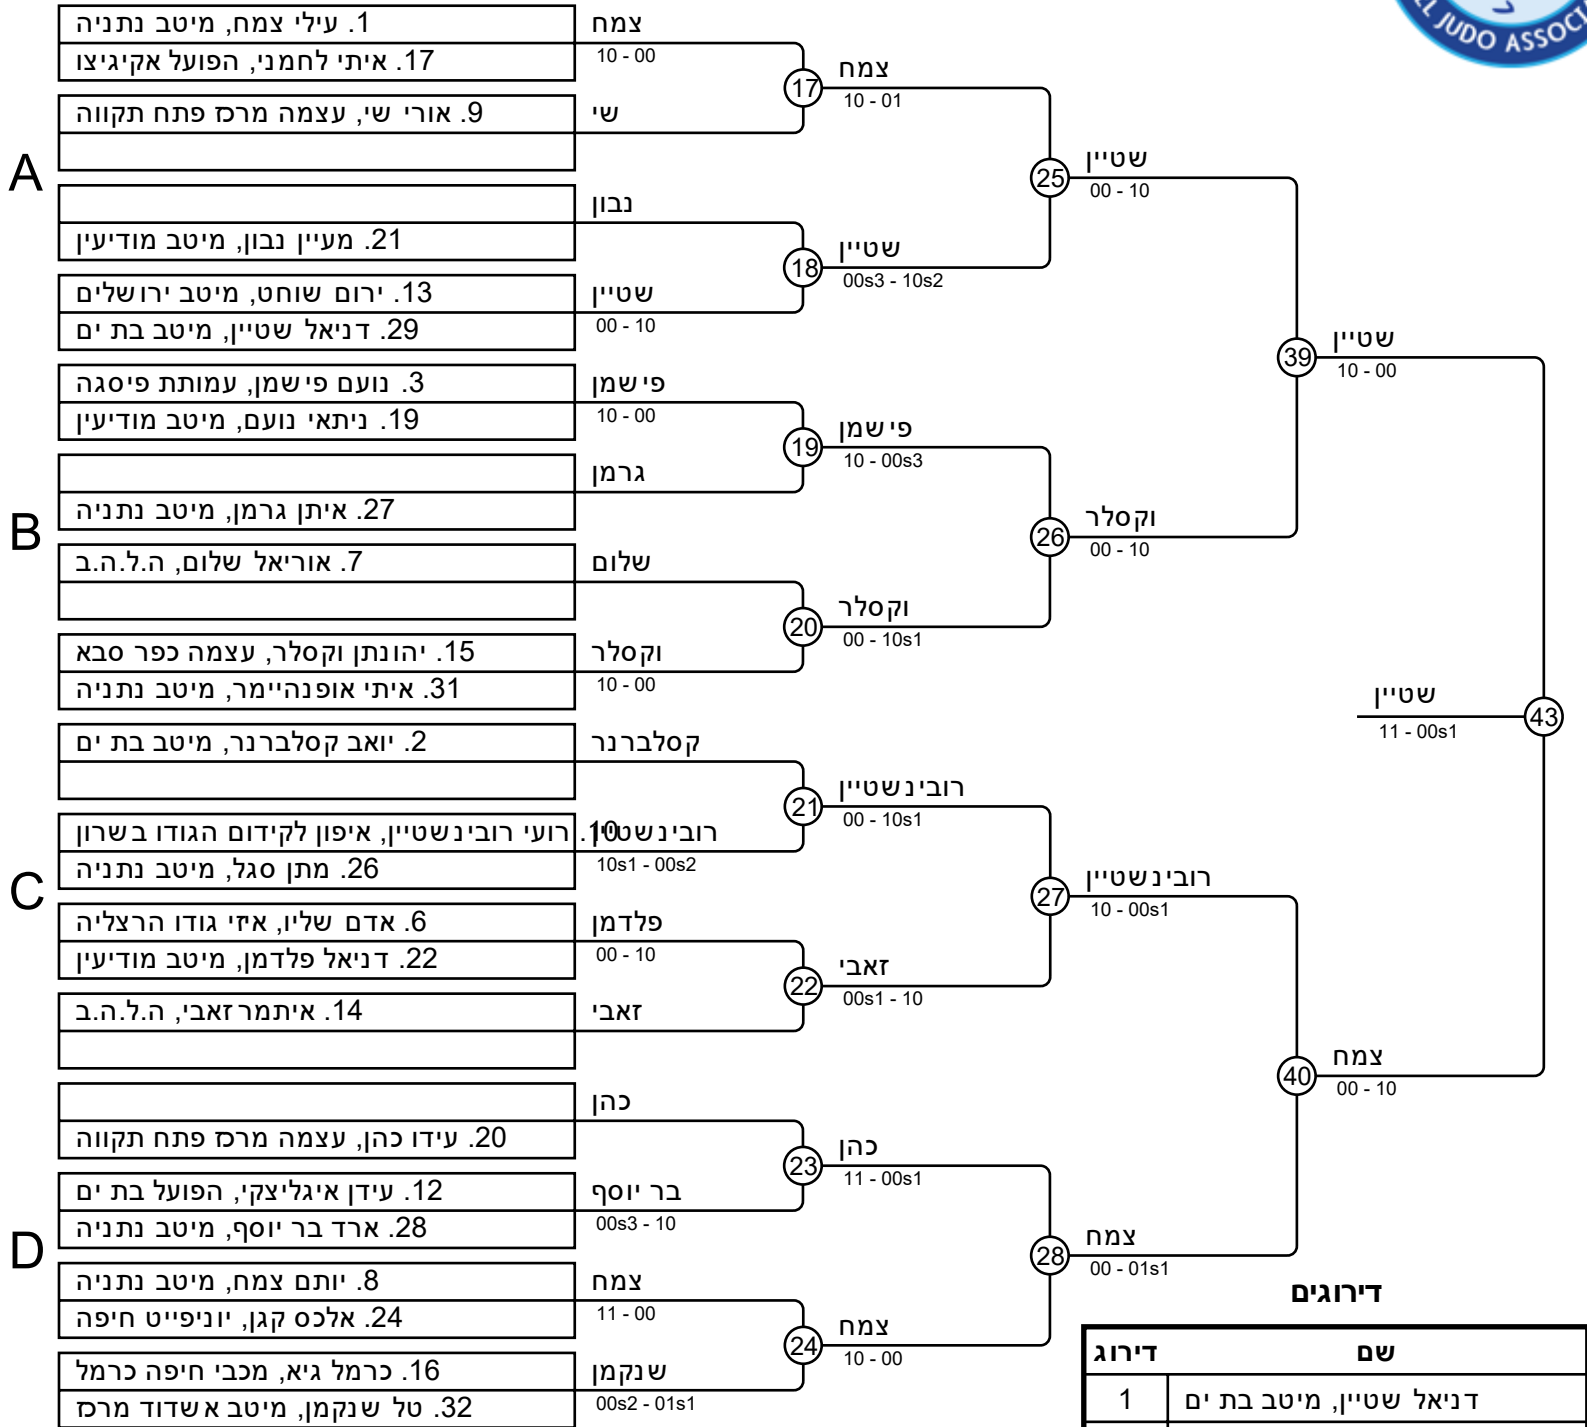 EL JUDO ASSOCI
A
1. עילי צמח, מיטב נתניה
17. איתי לחמני, הפועל אקיגיצו
צמח
10 - 00
9. אורי שי, עצמה מרכז פתח תקווה
שי
17
צמח
10 - 01
21. מעיין נבון, מיטב מודיעין
נבון
13. ירום שוחט, מיטב ירושלים
29. דניאל שטיין, מיטב בת ים
שטיין
00 - 10
18
שטיין
00s3 - 10s2
25
שטיין
00 - 10
B
3. נועם פישמן, עמותת פיסגה
19. ניתאי נועם, מיטב מודיעין
פישמן
10 - 00
27. איתן גרמן, מיטב נתניה
גרמן
19
פישמן
10 - 00s3
7. אוריאל שלום, ה.ל.ה.ב
שלום
15. יהונתן וקסלר, עצמה כפר סבא
31. איתי אופנהיימר, מיטב נתניה
וקסלר
10 - 00
20
וקסלר
00 - 10s1
26
וקסלר
00 - 10
39
שטיין
10 - 00
C
2. יואב קסלברנר, מיטב בת ים
קסלברנר
10. רועי רובינשטיין, איפון לקידום הגודו בשרון
26. מתן סגל, מיטב נתניה
רובינשטיין
10s1 - 00s2
21
רובינשטיין
00 - 10s1
6. אדם שליו, איזי גודו הרצליה
22. דניאל פלדמן, מיטב מודיעין
פלדמן
00 - 10
14. איתמר זאבי, ה.ל.ה.ב
זאבי
22
זאבי
00s1 - 10
27
רובינשטיין
10 - 00s1
D
20. עידו כהן, עצמה מרכז פתח תקווה
כהן
12. עידן איגליצקי, הפועל בת ים
28. ארד בר יוסף, מיטב נתניה
בר יוסף
00s3 - 10
23
כהן
11 - 00s1
8. יותם צמח, מיטב נתניה
24. אלכס קגן, יוניפייט חיפה
צמח
11 - 00
16. כרמל גיא, מכבי חיפה כרמל
32. טל שנקמן, מיטב אשדוד מרכז
שנקמן
00s2 - 01s1
24
צמח
10 - 00
28
צמח
00 - 01s1
40
צמח
00 - 10
43
שטיין
11 - 00s1
דירוגים
דירוג שם
1 דניאל שטיין, מיטב בת ים